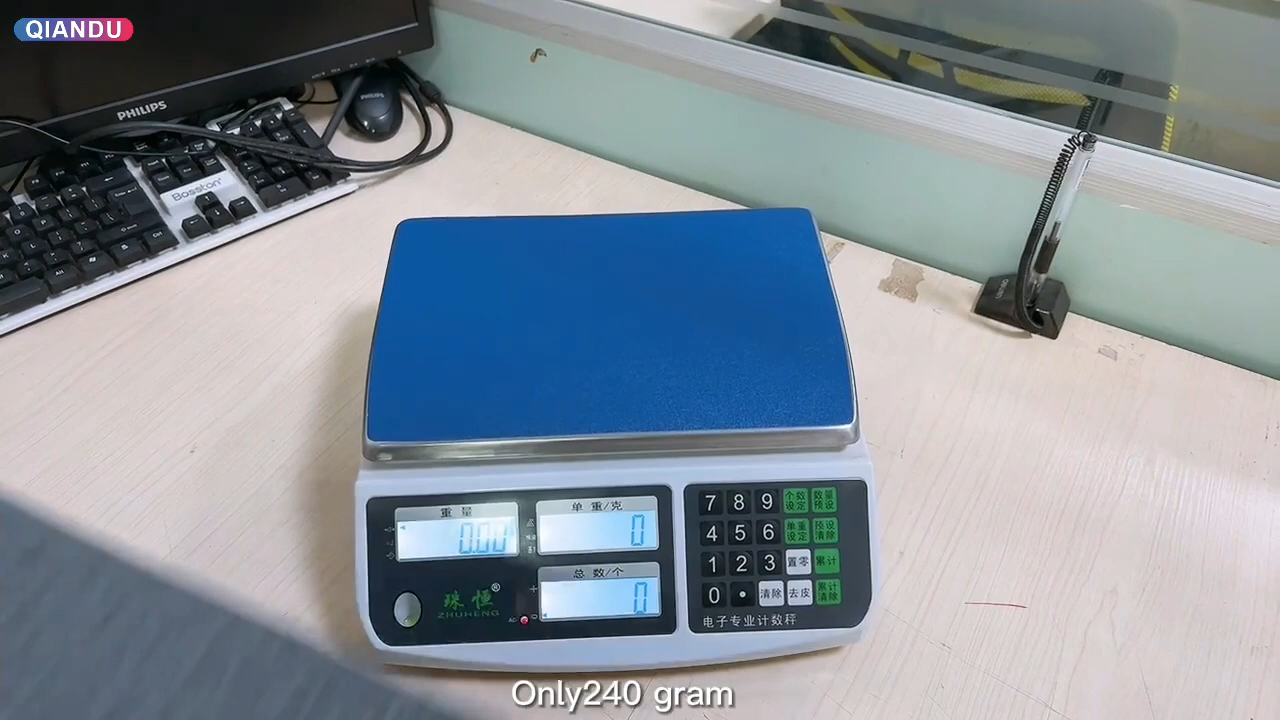 QIANDU
PHILIPS
PHILIPS
Bosston
重量
0.00
单重/克
0
总数/个
0
珠恒®
ZHUHENG
7 8 9 个数设定 数量预设
4 5 6 单重设定 预设清除
1 2 3 置零 累计
0 • 清除 去皮 累计清除
电子专业计数秤
Only240 gram